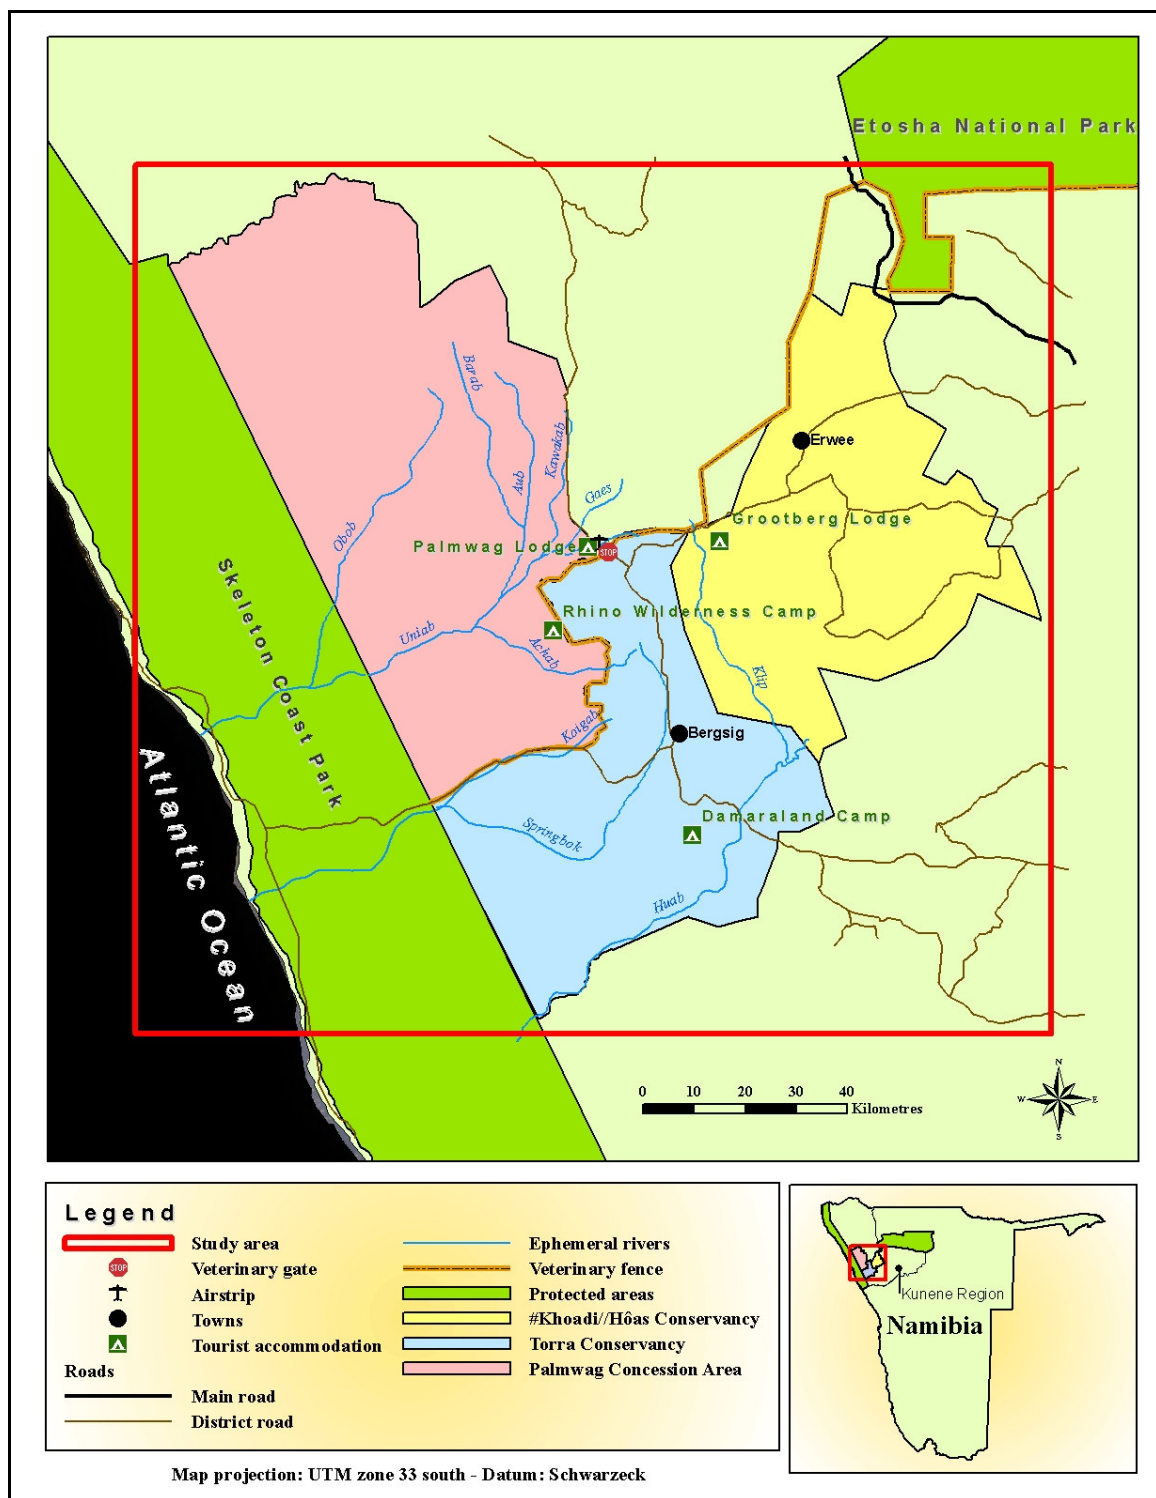 Etosha National Park
Barab
Kawakab
Aub
Erwee
Gaes
Obob
Grootberg Lodge
Palmwag Lodge
STOP
Skeleton Coast Park
Rhino Wilderness Camp
Uniab
Achab
Klip
Koigab
Bergsig
Atlantic Ocean
Springbok
Damaraland Camp
Huab
N
W E
S
0 10 20 30 40
Kilometres
Legend
Study area
STOP Veterinary gate
Airstrip
Towns
Tourist accommodation
Roads
Main road
District road
Ephemeral rivers
Veterinary fence
Protected areas
#Khoadi//Hôas Conservancy
Torra Conservancy
Palmwag Concession Area
Kunene Region
Namibia
Map projection: UTM zone 33 south - Datum: Schwarzeck